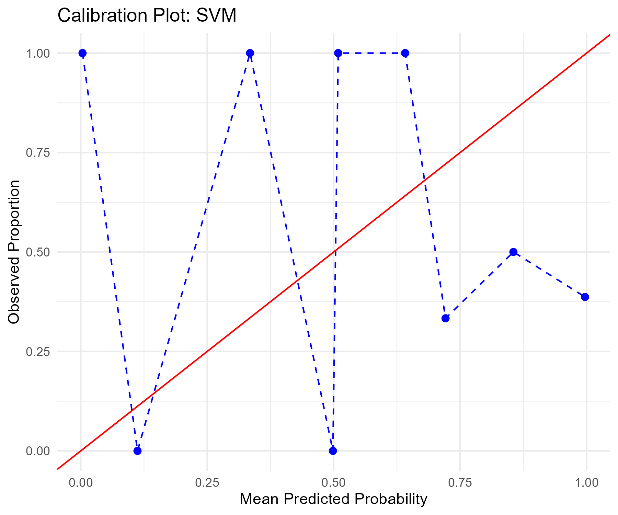 Calibration Plot: SVM
Observed Proportion
1.00
0.75
0.50
0.25
0.00
0.00 0.25 0.50 0.75 1.00
Mean Predicted Probability